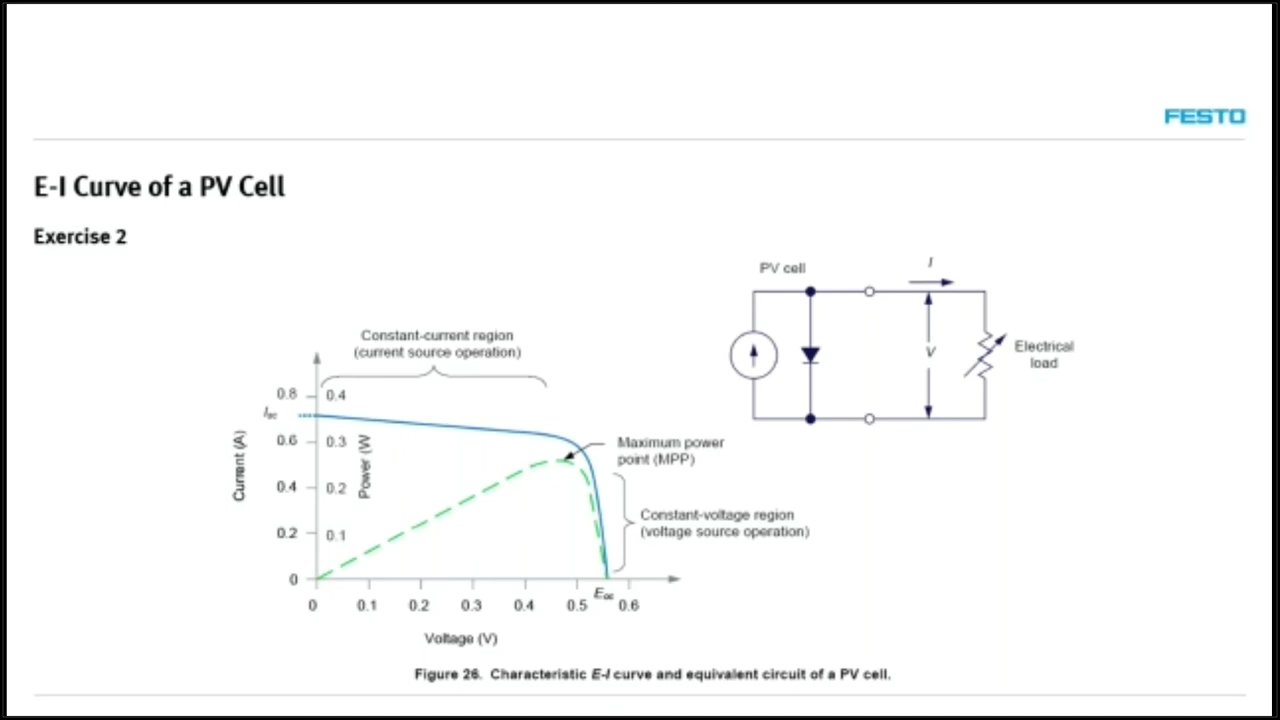 FESTO
E-I Curve of a PV Cell
Exercise 2
PV cell
I
V
Electrical
load
Constant-current region
(current source operation)
0.8
0.4
Isc
0.6
0.3
Current (A)
Power (W
0.4
0.2
0.2
0.1
0
Maximum power
point (MPP)
Constant-voltage region
(voltage source operation)
Eoc
0
0.1
0.2
0.3
0.4
0.5
0.6
Voltage (V)
Figure 26. Characteristic E-I curve and equivalent circuit of a PV cell.